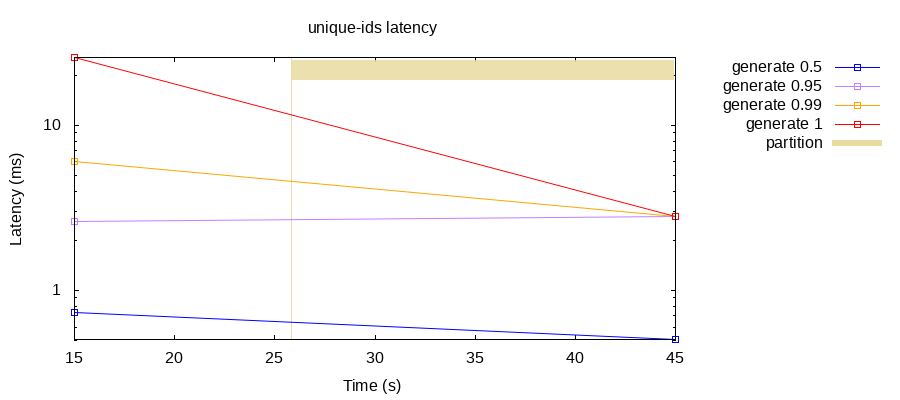 unique-ids latency
generate 0.5
generate 0.95
generate 0.99
generate 1
partition
Latency (ms)
10
1
15 20 25 30 35 40 45
Time (s)